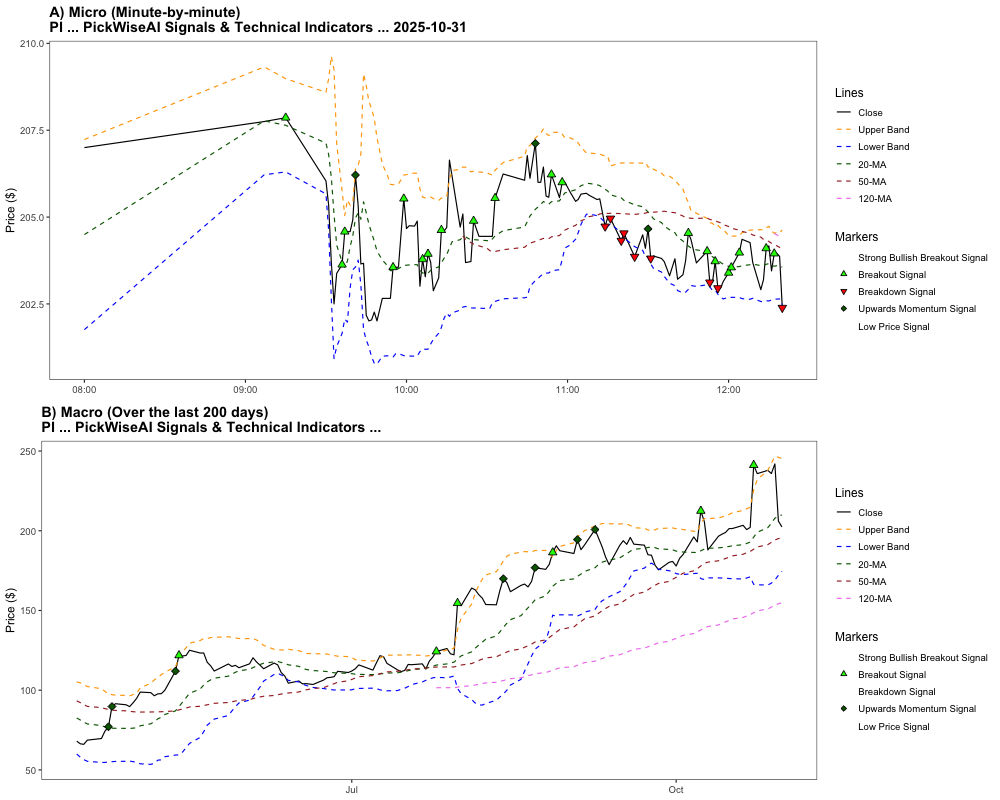 A) Micro (Minute-by-minute)
PI ... PickWiseAI Signals & Technical Indicators ... 2025-10-31
Price ($)
210.0
207.5
205.0
202.5
08:00
09:00
10:00
11:00
12:00
Lines
Close
Upper Band
Lower Band
20-MA
50-MA
120-MA
Markers
Strong Bullish Breakout Signal
Breakout Signal
Breakdown Signal
Upwards Momentum Signal
Low Price Signal
B) Macro (Over the last 200 days)
PI ... PickWiseAI Signals & Technical Indicators ...
Price ($)
250
200
150
100
50
Jul
Oct
Lines
Close
Upper Band
Lower Band
20-MA
50-MA
120-MA
Markers
Strong Bullish Breakout Signal
Breakout Signal
Breakdown Signal
Upwards Momentum Signal
Low Price Signal